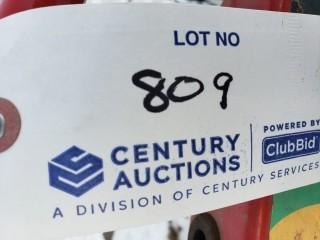 LOT NO
809
CENTURY AUCTIONS
POWERED BY
ClubBid
A DIVISION OF CENTURY SERVICES